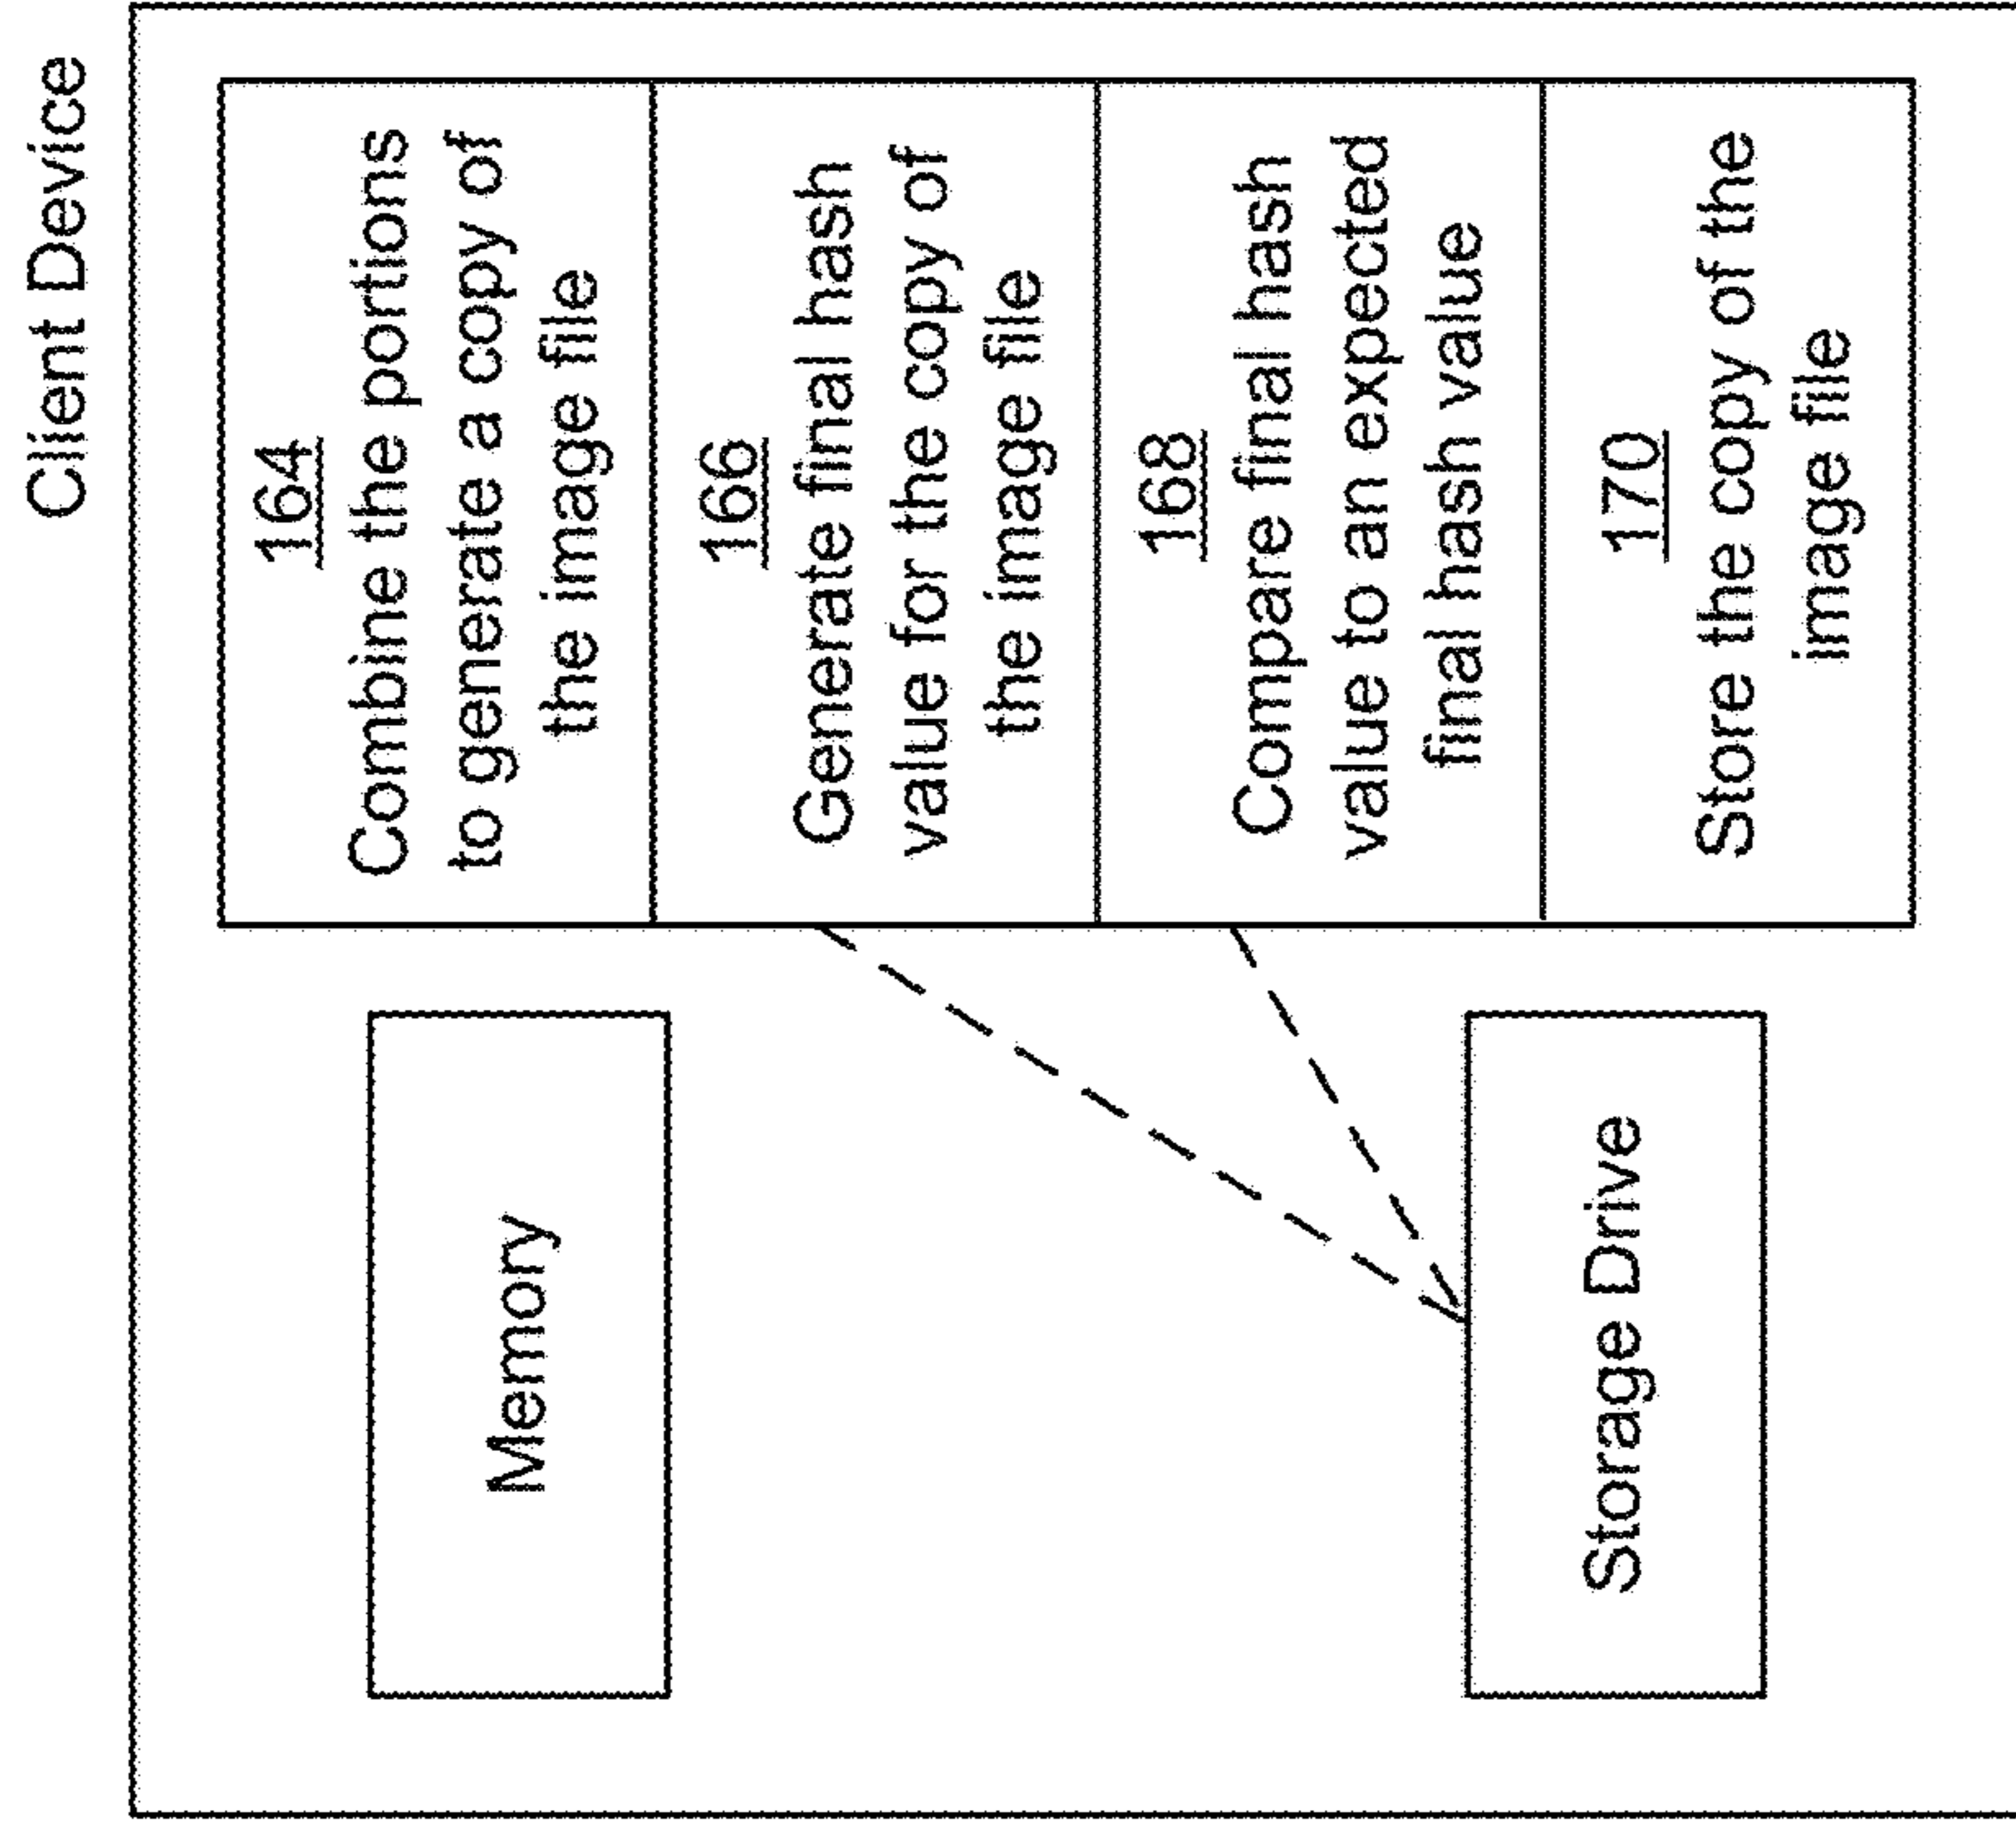 Client Device
164
Combine the portions
to generate a copy of
the image file
166
Generate final hash
value for the copy of
the image file
168
Compare final hash
value to an expected
final hash value
170
Store the copy of the
image file
Memory
Storage Drive